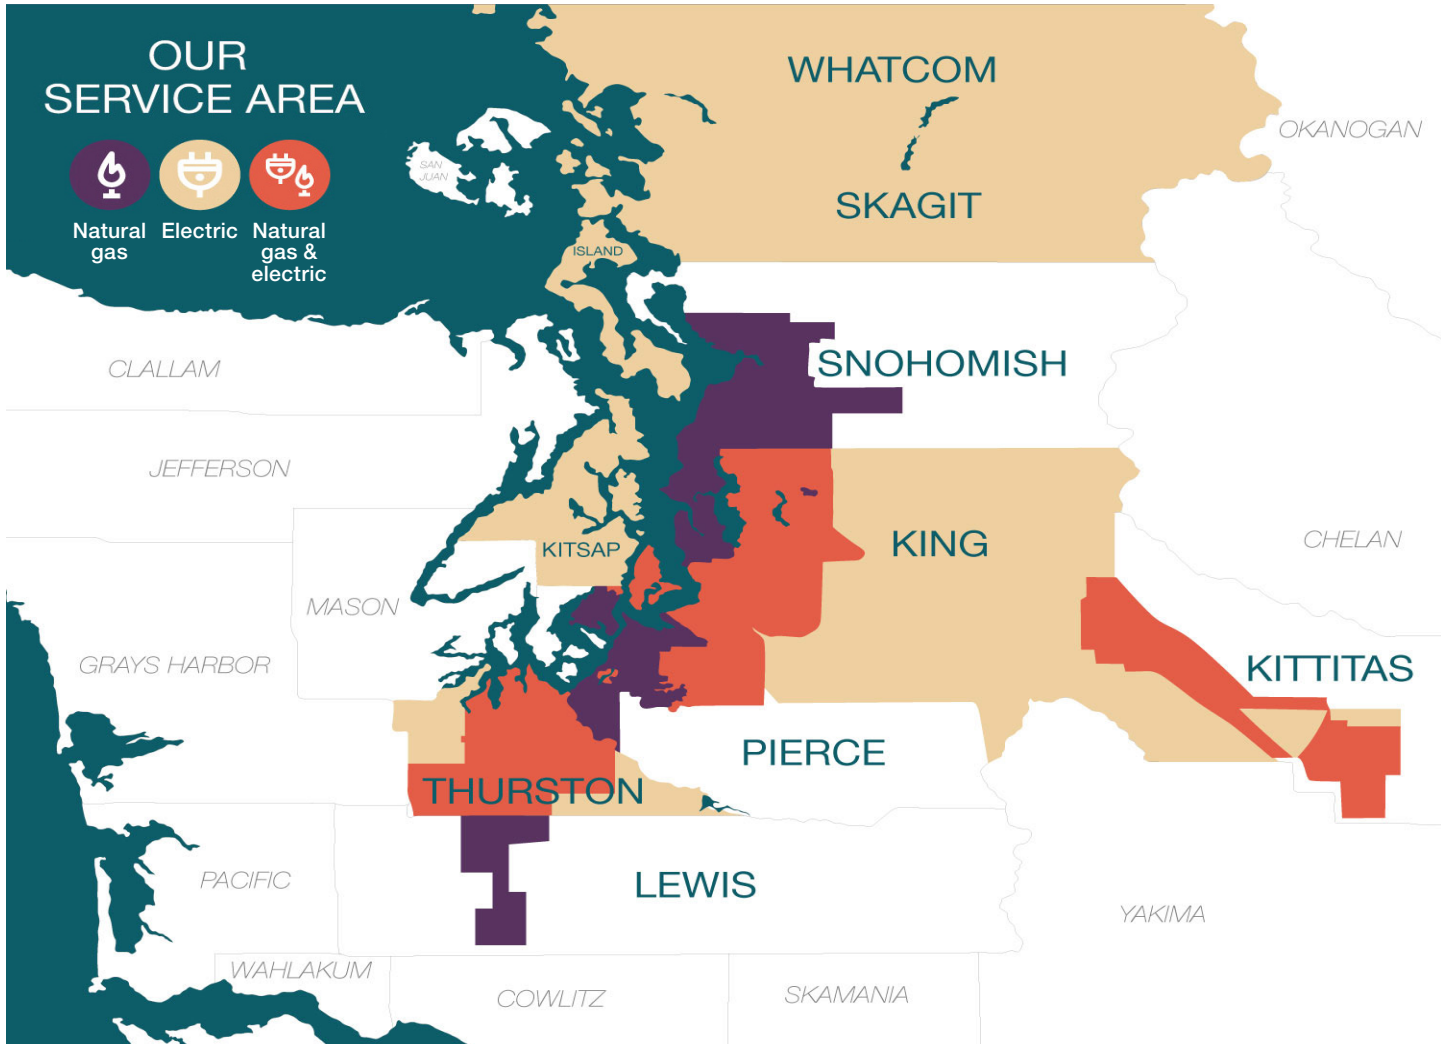 OUR
SERVICE AREA
Natural
gas
Electric
Natural
gas &
electric
WHATCOM
OKANOGAN
SAN
JUAN
SKAGIT
ISLAND
CLALLAM
SNOHOMISH
JEFFERSON
KITSAP
KING
CHELAN
MASON
GRAYS HARBOR
KITTITAS
PIERCE
THURSTON
PACIFIC
LEWIS
YAKIMA
WAHLAKUM
COWLITZ
SKAMANIA